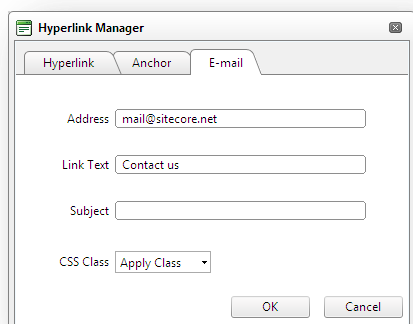 Hyperlink Manager
Hyperlink Anchor E-mail
Address mail@sitecore.net
Link Text Contact us
Subject
CSS Class Apply Class
OK Cancel